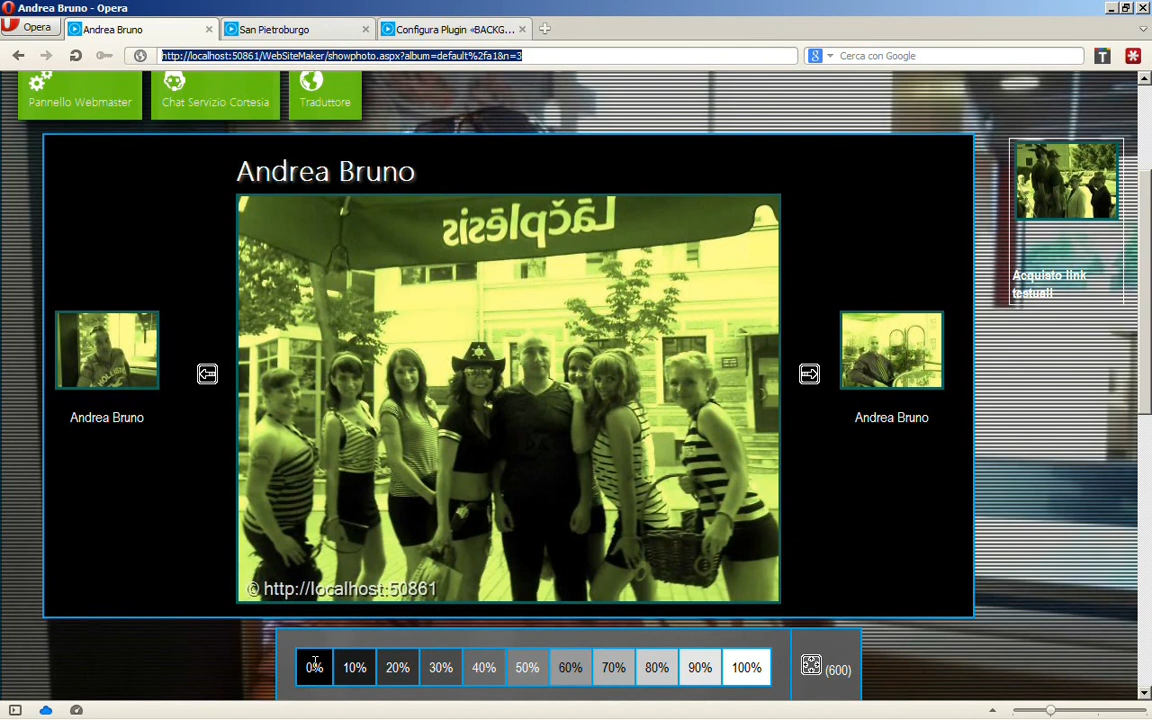 Andrea Bruno - Opera
Opera
Andrea Bruno
San Pietroburgo
Configura Plugin «BACKG...
http://localhost:50861/WebSiteMaker/showphoto.aspx?album=default%2fa1&n=3
Cerca con Google
Pannello Webmaster
Chat Servizio Cortesia
Traduttore
Andrea Bruno
Lāčplēsis
Acquisto link
testuali
Andrea Bruno
Andrea Bruno
© http://localhost:50861
0% 10% 20% 30% 40% 50% 60% 70% 80% 90% 100%
(600)